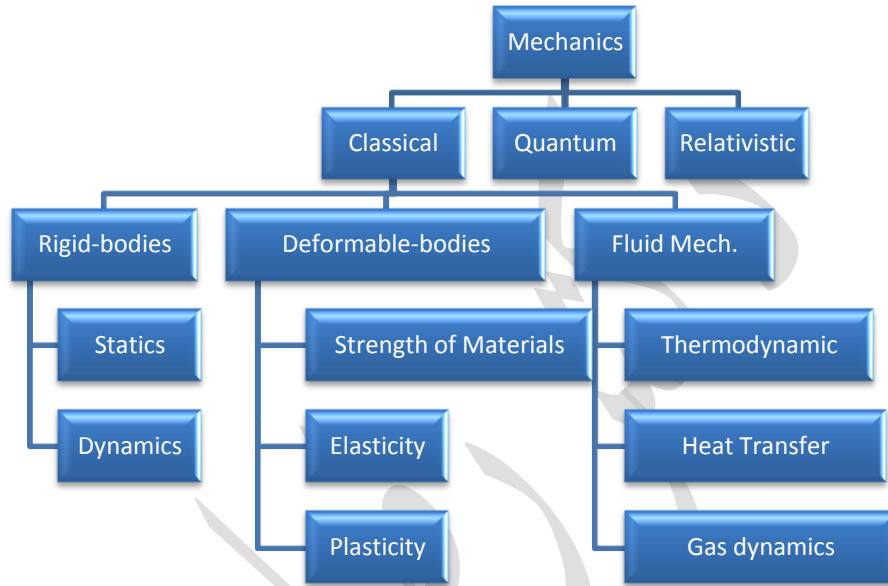 Mechanics
Classical
Quantum
Relativistic
Rigid-bodies
Deformable-bodies
Fluid Mech.
Statics
Strength of Materials
Thermodynamic
Dynamics
Elasticity
Heat Transfer
Plasticity
Gas dynamics